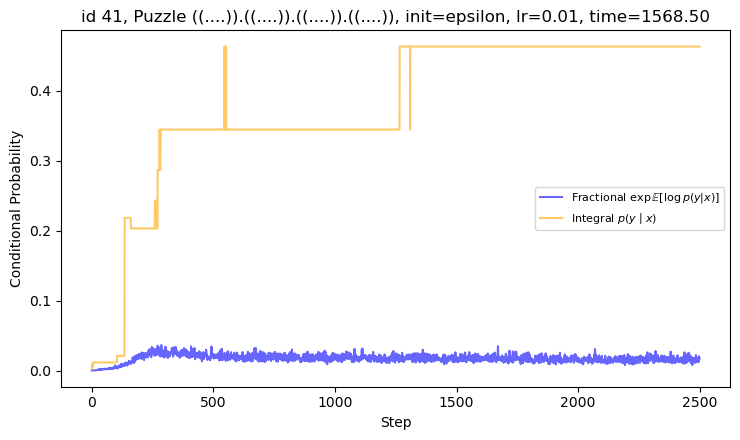 id 41, Puzzle ((....)).((....)).((....)).((....)), init=epsilon, lr=0.01, time=1568.50
Conditional Probability
0.4
0.3
0.2
0.1
0.0
Fractional exp𝔼[log p(y|x)]
Integral p(y | x)
0
500
1000
1500
2000
2500
Step